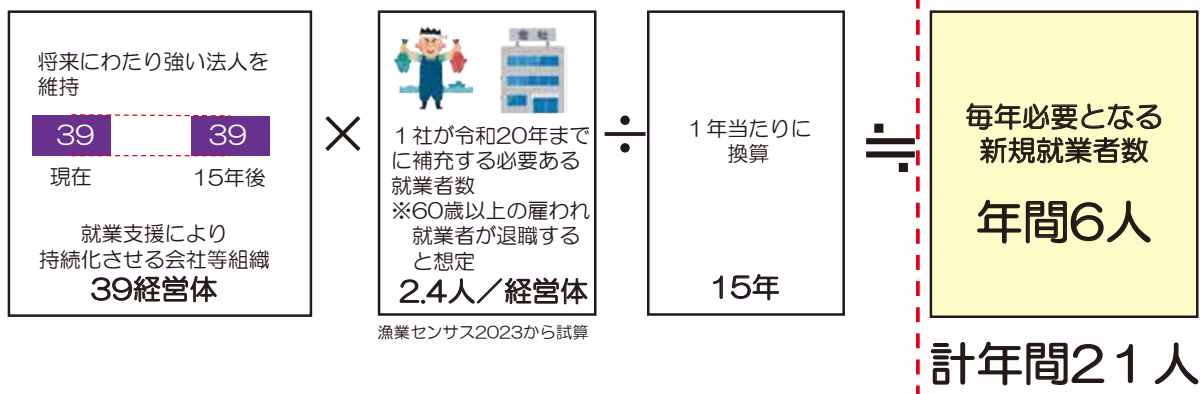 将来にわたり強い法人を
維持
39
39
現在
15年後
就業支援により
持続化させる会社等組織
39経営体
×
会社
1社が令和20年まで
に補充する必要ある
就業者数
※60歳以上の雇われ
就業者が退職する
と想定
2.4人／経営体
漁業センサス2023から試算
÷
1年当たりに
換算
15年
≒
毎年必要となる
新規就業者数
年間6人
計年間21人